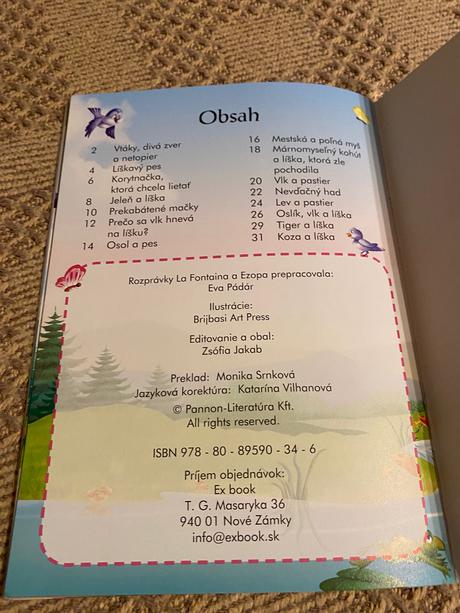 Obsah
2 Vtáky, divá zver
a netopier
4 Líškavý pes
6 Korytnačka,
ktorá chcela lietať
8 Jeleň a líška
10 Prekabátené mačky
12 Prečo sa vlk hnevá
na líšku?
14 Osol a pes
16 Mestská a poľná myš
18 Márnomyseľný kohút
a líška, ktorá zle
pochodila
20 Vlk a pastier
22 Nevďačný had
24 Lev a pastier
26 Oslík, vlk a líška
29 Tiger a líška
31 Koza a líška
Rozprávky La Fontaina a Ezopa prepracovala:
Eva Pádár
Ilustrácie:
Brijbasi Art Press
Editovanie a obal:
Zsófia Jakab
Preklad: Monika Srnková
Jazyková korektúra: Katarína Vilhanová
© Pannon-Literatúra Kft.
All rights reserved.
ISBN 978 - 80 - 89590 - 34 - 6
Príjem objednávok:
Ex book
T. G. Masaryka 36
940 01 Nové Zámky
info@exbook.sk